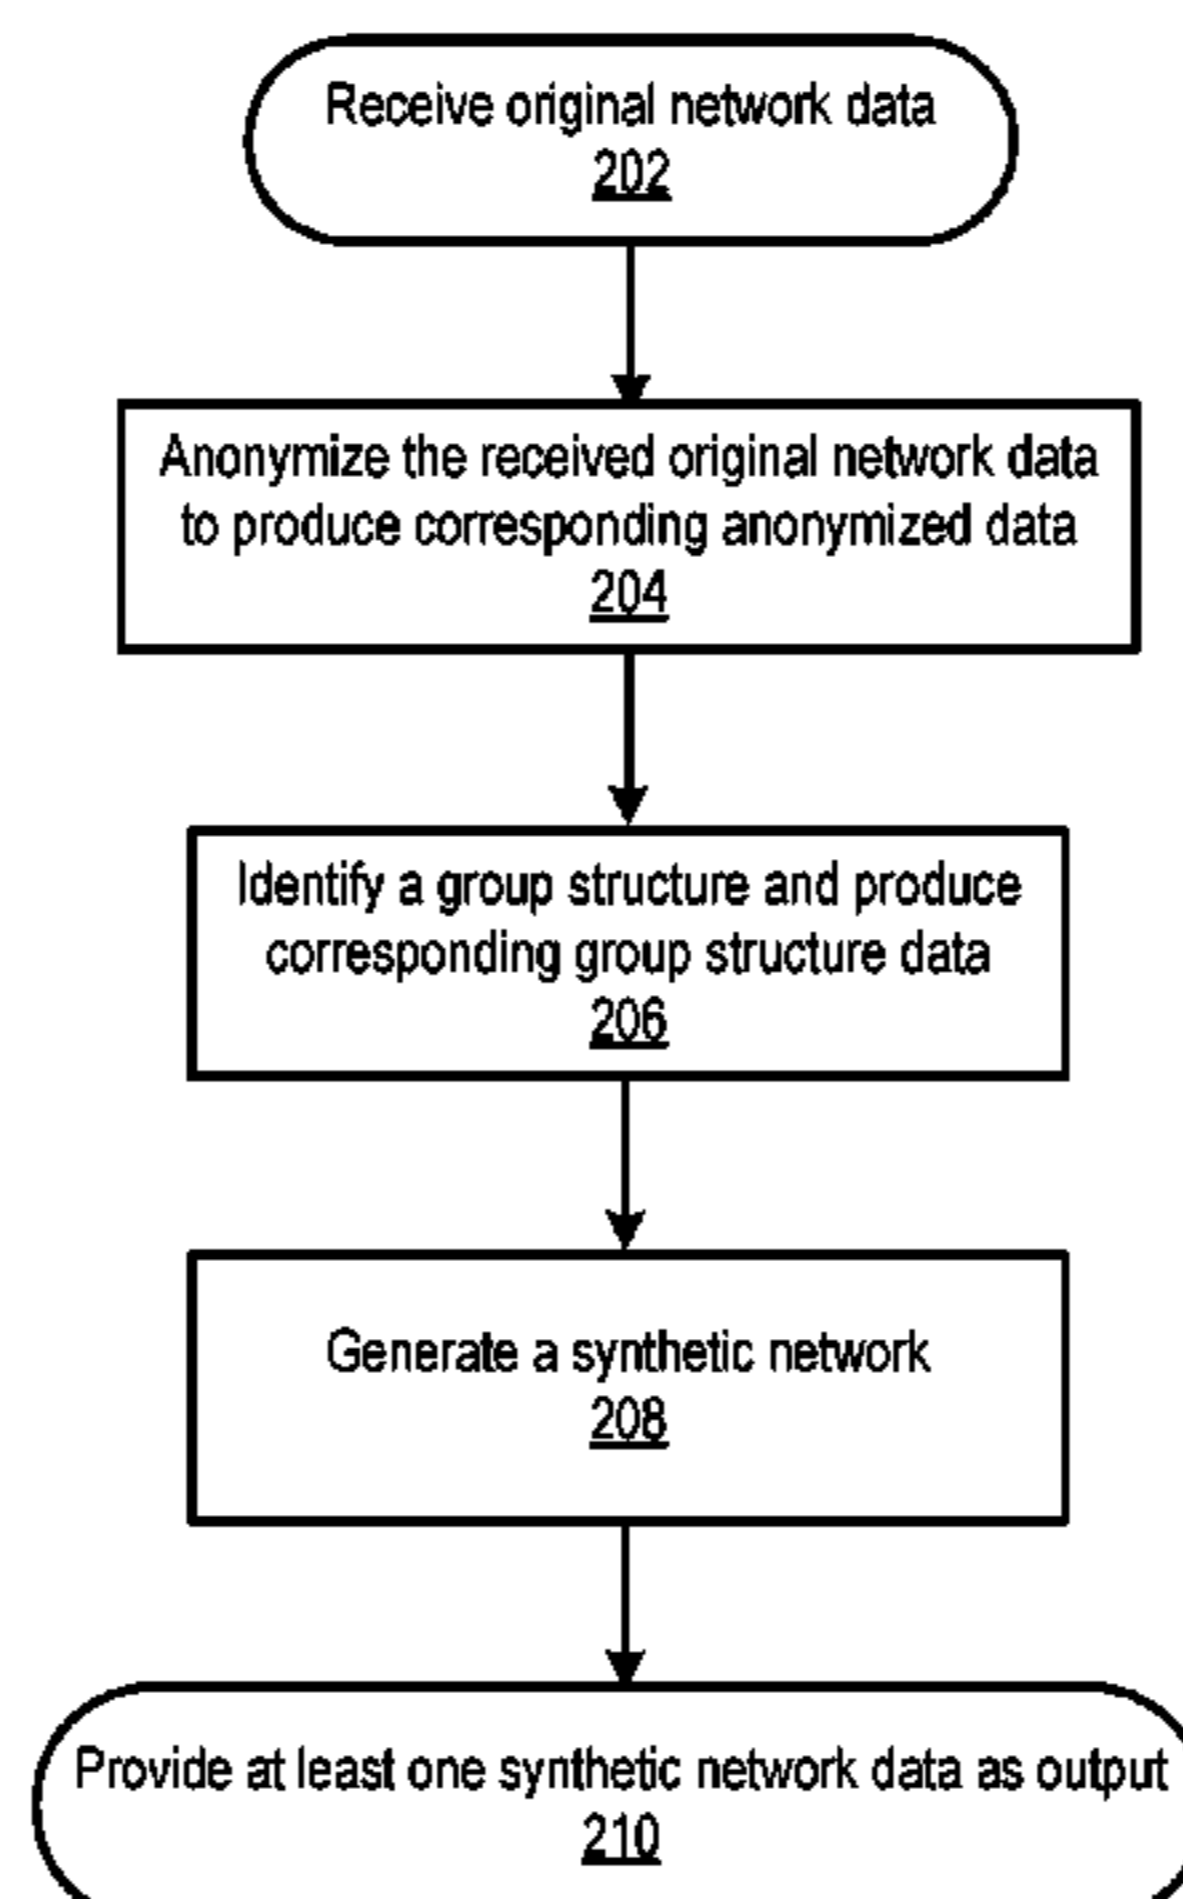 Receive original network data
202
Anonymize the received original network data
to produce corresponding anonymized data
204
Identify a group structure and produce
corresponding group structure data
206
Generate a synthetic network
208
Provide at least one synthetic network data as output
210